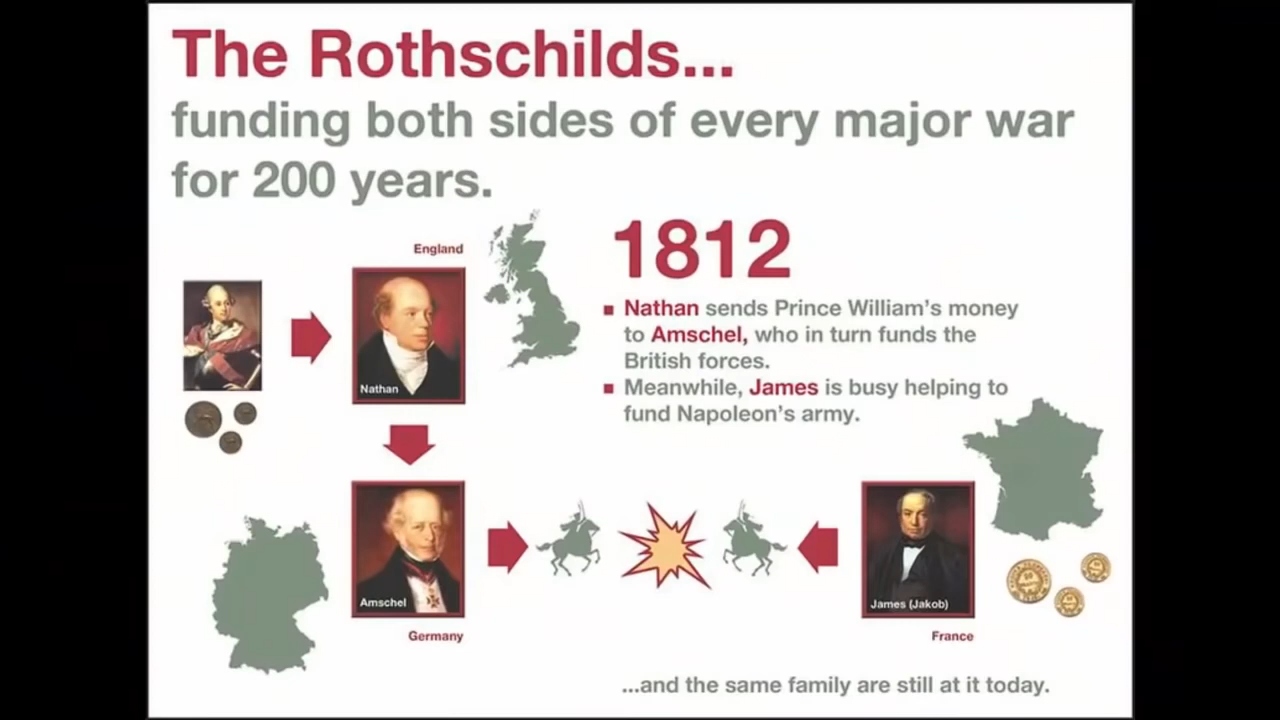 The Rothschilds...
funding both sides of every major war
for 200 years.
England
1812
Nathan sends Prince William's money
to Amschel, who in turn funds the
British forces.
Meanwhile, James is busy helping to
fund Napoleon's army.
Nathan
Amschel
James (Jakob)
Germany
France
...and the same family are still at it today.